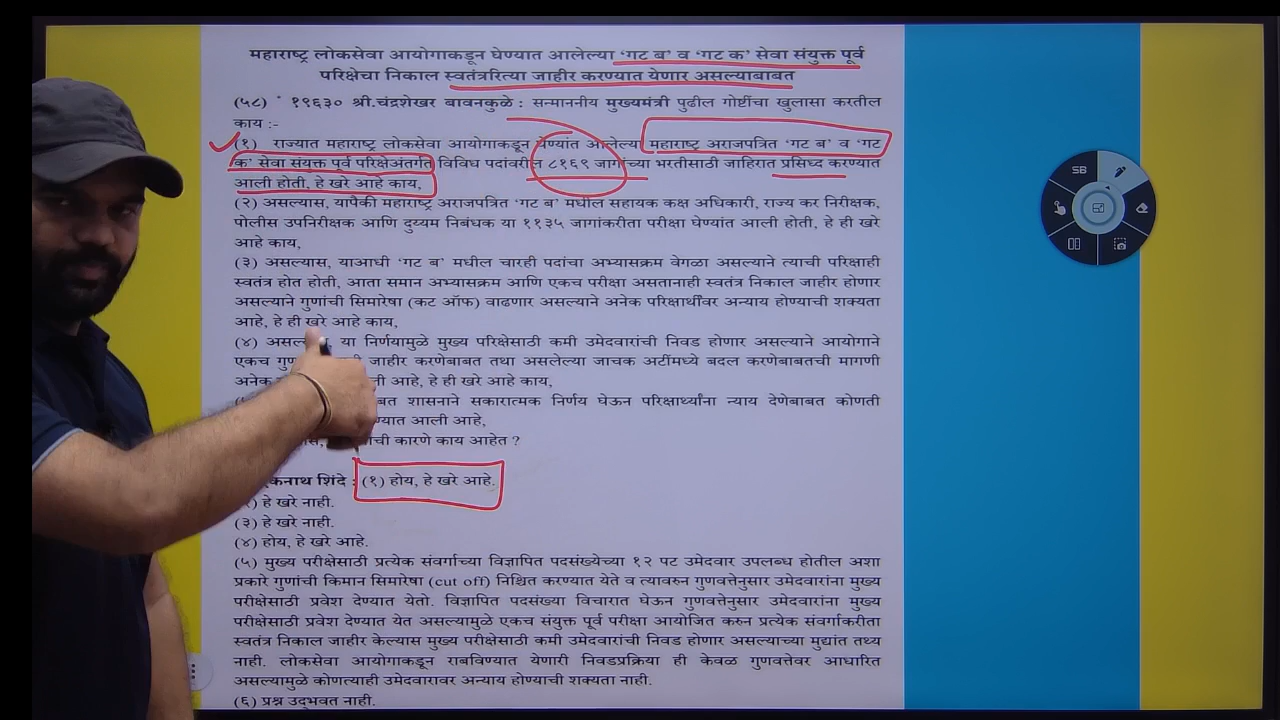 महाराष्ट्र लोकसेवा आयोगाकडून घेण्यात आलेल्या ‘गट ब’ व ‘गट क’ सेवा संयुक्त पूर्व
परिक्षेचा निकाल स्वतंत्ररित्या जाहीर करण्यात येणार असल्याबाबत
(५८) * १९६३० श्री.चंद्रशेखर बावनकुळे : सन्माननीय मुख्यमंत्री पुढील गोष्टींचा खुलासा करतील
काय :-
(१) राज्यात महाराष्ट्र लोकसेवा आयोगाकडून घेण्यांत आलेल्या महाराष्ट्र अराजपत्रित ‘गट ब’ व ‘गट
क’ सेवा संयुक्त पूर्व परिक्षेअंतर्गत विविध पदांवरील ८१६९ जागांच्या भरतीसाठी जाहिरात प्रसिध्द करण्यात
आली होती, हे खरे आहे काय,
(२) असल्यास, यापैकी महाराष्ट्र अराजपत्रित ‘गट ब’ मधील सहायक कक्ष अधिकारी, राज्य कर निरीक्षक,
पोलीस उपनिरीक्षक आणि दुय्यम निबंधक या ११३५ जागांकरीता परीक्षा घेण्यांत आली होती, हे ही खरे
आहे काय,
(३) असल्यास, याआधी ‘गट ब’ मधील चारही पदांचा अभ्यासक्रम वेगळा असल्याने त्याची परिक्षाही
स्वतंत्र होत होती, आता समान अभ्यासक्रम आणि एकच परीक्षा असतानाही स्वतंत्र निकाल जाहीर होणार
असल्याने गुणांची सिमारेषा (कट ऑफ) वाढणार असल्याने अनेक परिक्षार्थींवर अन्याय होण्याची शक्यता
आहे, हे ही खरे आहे काय,
(४) या निर्णयामुळे मुख्य परिक्षेसाठी कमी उमेदवारांची निवड होणार असल्याने आयोगाने
एकच जाहीर करणेबाबत तथा असलेल्या जाचक अटींमध्ये बदल करणेबाबतची मागणी
अनेक आहे, हे ही खरे आहे काय,
शासनाने सकारात्मक निर्णय घेऊन परिक्षार्थ्यांना न्याय देणेबाबत कोणती
आली आहे,
कारणे काय आहेत ?
शिंदे : (१) होय, हे खरे आहे.
हे खरे नाही.
(३) हे खरे नाही.
(४) होय, हे खरे आहे.
(५) मुख्य परीक्षेसाठी प्रत्येक संवर्गाच्या विज्ञापित पदसंख्येच्या १२ पट उमेदवार उपलब्ध होतील अशा
प्रकारे गुणांची किमान सिमारेषा (cut off) निश्चित करण्यात येते व त्यावरुन गुणवत्तेनुसार उमेदवारांना मुख्य
परीक्षेसाठी प्रवेश देण्यात येतो. विज्ञापित पदसंख्या विचारात घेऊन गुणवत्तेनुसार उमेदवारांना मुख्य
परीक्षेसाठी प्रवेश देण्यात येत असल्यामुळे एकच संयुक्त पूर्व परीक्षा आयोजित करुन प्रत्येक संवर्गाकरीता
स्वतंत्र निकाल जाहीर केल्यास मुख्य परीक्षेसाठी कमी उमेदवारांची निवड होणार असल्याच्या मुद्यांत तथ्य
नाही. लोकसेवा आयोगाकडून राबविण्यात येणारी निवडप्रक्रिया ही केवळ गुणवत्तेवर आधारित
असल्यामुळे कोणत्याही उमेदवारावर अन्याय होण्याची शक्यता नाही.
(६) प्रश्न उद्‌भवत नाही.
SB